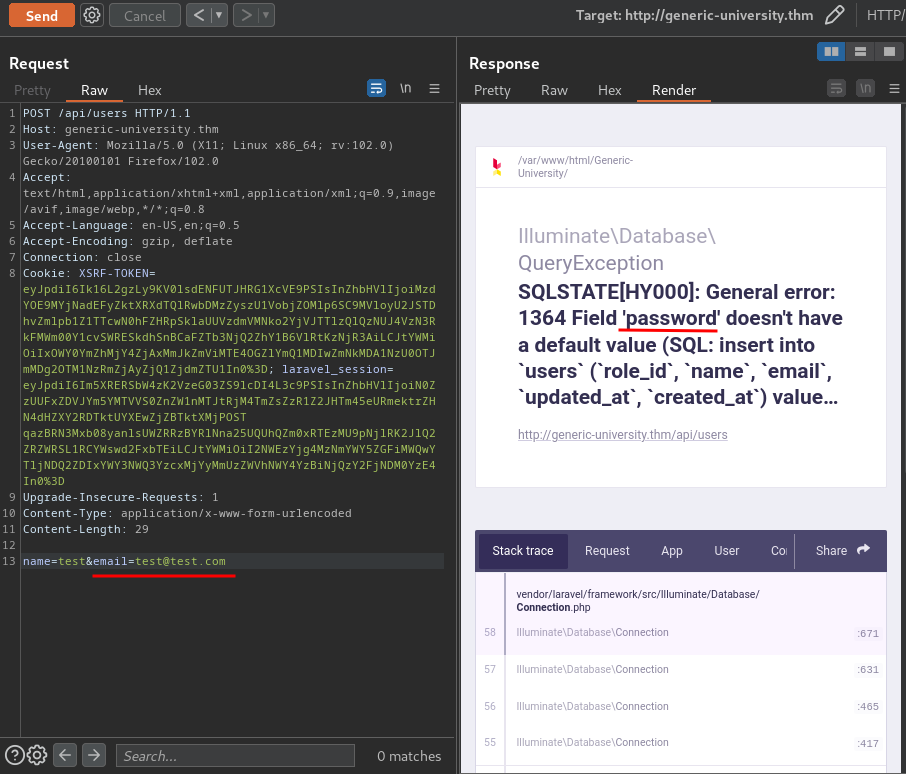 Send
Cancel
<
>
Target: http://generic-university.thm
HTTP/
Request
Pretty
Raw
Hex
\n
Response
Pretty
Raw
Hex
Render
\n
1 POST /api/users HTTP/1.1
2 Host: generic-university.thm
3 User-Agent: Mozilla/5.0 (X11; Linux x86_64; rv:102.0)
Gecko/20100101 Firefox/102.0
4 Accept:
text/html,application/xhtml+xml,application/xml;q=0.9,image
/avif,image/webp,*/*;q=0.8
5 Accept-Language: en-US,en;q=0.5
6 Accept-Encoding: gzip, deflate
7 Connection: close
8 Cookie: XSRF-TOKEN=
In0%3D; laravel_session=
In0%3D
9 Upgrade-Insecure-Requests: 1
10 Content-Type: application/x-www-form-urlencoded
11 Content-Length: 29
12
13 name=test&email=test@test.com
Search...
0 matches
/var/www/html/Generic-
University/
Illuminate\Database\
QueryException
SQLSTATE[HY000]: General error:
1364 Field 'password' doesn't have
a default value (SQL: insert into
`users` (`role_id`, `name`, `email`,
`updated_at`, `created_at`) value...
http://generic-university.thm/api/users
Stack trace
Request
App
User
Share
vendor/laravel/framework/src/Illuminate/Database/
Connection.php
58 Illuminate\Database\Connection :671
57 Illuminate\Database\Connection :631
56 Illuminate\Database\Connection :465
55 Illuminate\Database\Connection :417